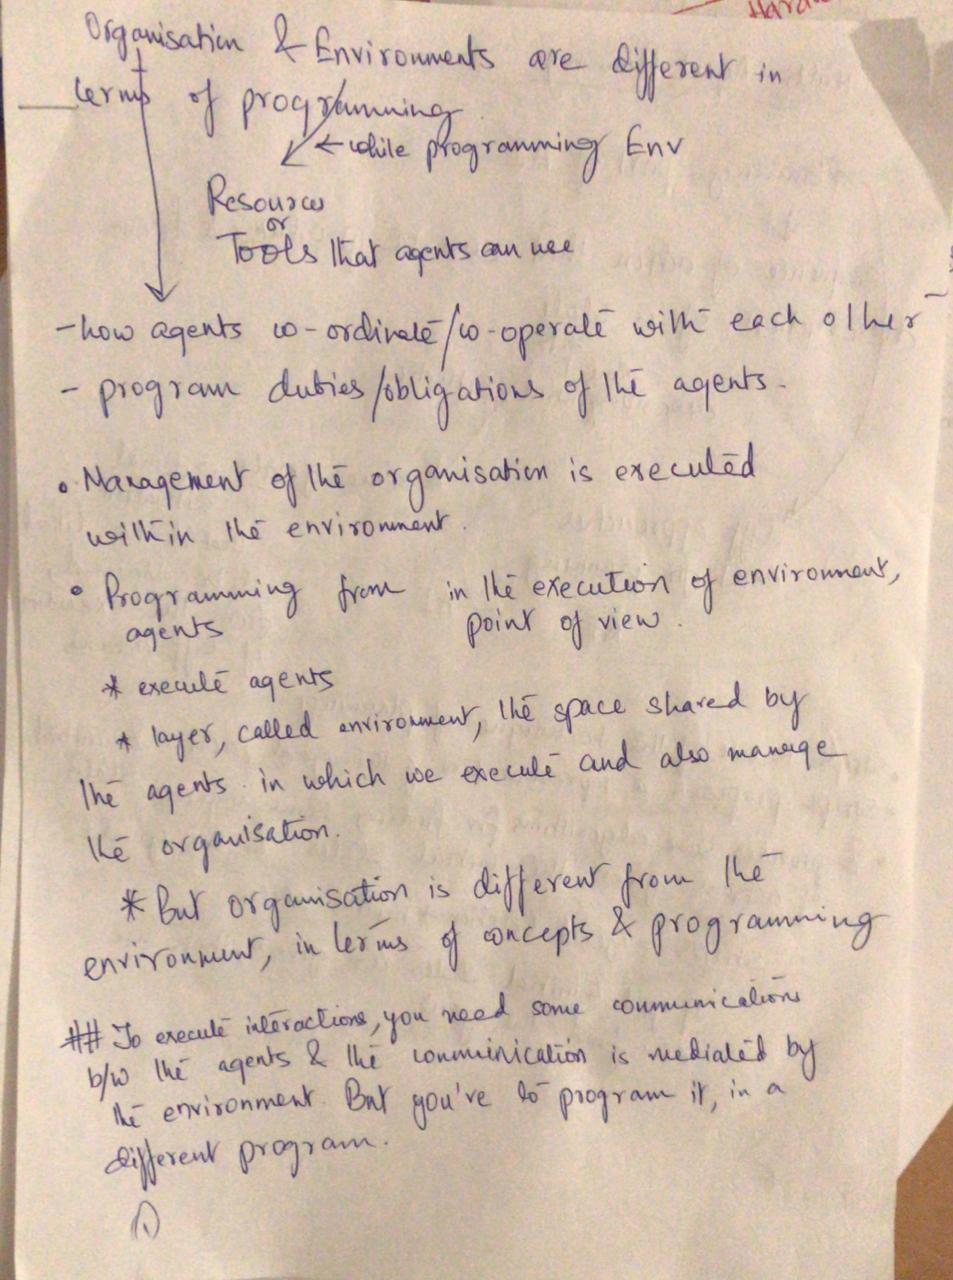 Organisation & Environments are different in
terms of programming
← while programming Env
Resources
or
Tools that agents can use
- how agents co-ordinate/co-operate with each other
- program duties/obligations of the agents.
• Management of the organisation is executed
within the environment.
• Programming from in the execution of environment,
agents point of view.
* execute agents
* layer, called environment, the space shared by
the agents in which we execute and also manage
the organisation.
* But organisation is different from the
environment, in terms of concepts & programming
## To execute interactions, you need some communications
b/w the agents & the communication is mediated by
the environment. But you've to program it, in a
different program.